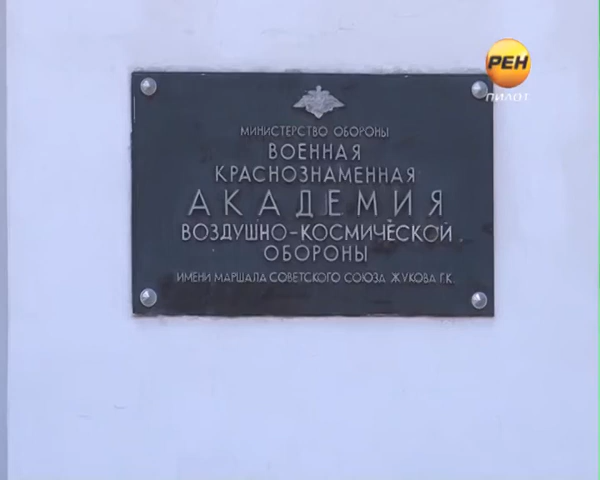 РЕН
ПИЛОТ
МИНИСТЕРСТВО ОБОРОНЫ
ВОЕННАЯ
КРАСНОЗНАМЕННАЯ
АКАДЕМИЯ
ВОЗДУШНО-КОСМИЧЕСКОЙ
ОБОРОНЫ
ИМЕНИ МАРШАЛА СОВЕТСКОГО СОЮЗА ЖУКОВА Г.К.